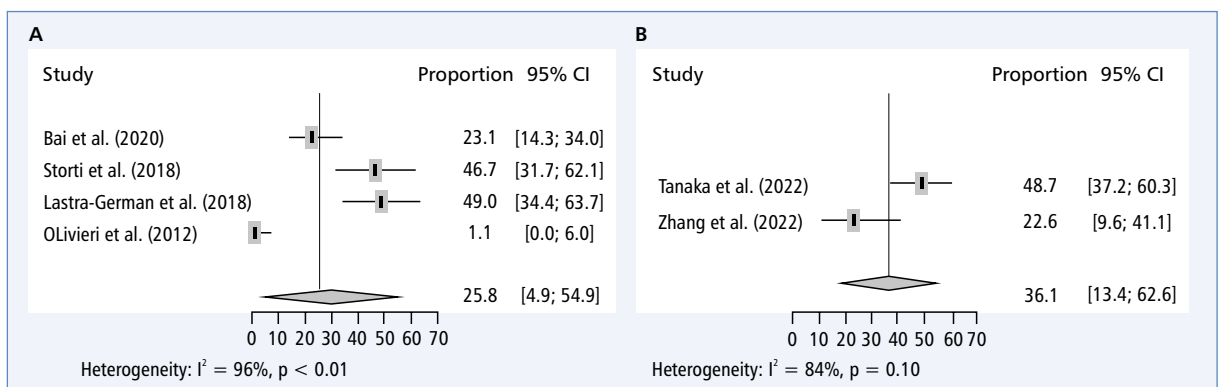 A
Study Proportion 95% CI
Bai et al. (2020) 23.1 [14.3; 34.0]
Storti et al. (2018) 46.7 [31.7; 62.1]
Lastra-German et al. (2018) 49.0 [34.4; 63.7]
OLivieri et al. (2012) 1.1 [0.0; 6.0]
25.8 [4.9; 54.9]
0 10 20 30 40 50 60 70
Heterogeneity: I² = 96%, p < 0.01
B
Study Proportion 95% CI
Tanaka et al. (2022) 48.7 [37.2; 60.3]
Zhang et al. (2022) 22.6 [9.6; 41.1]
36.1 [13.4; 62.6]
0 10 20 30 40 50 60 70
Heterogeneity: I² = 84%, p = 0.10